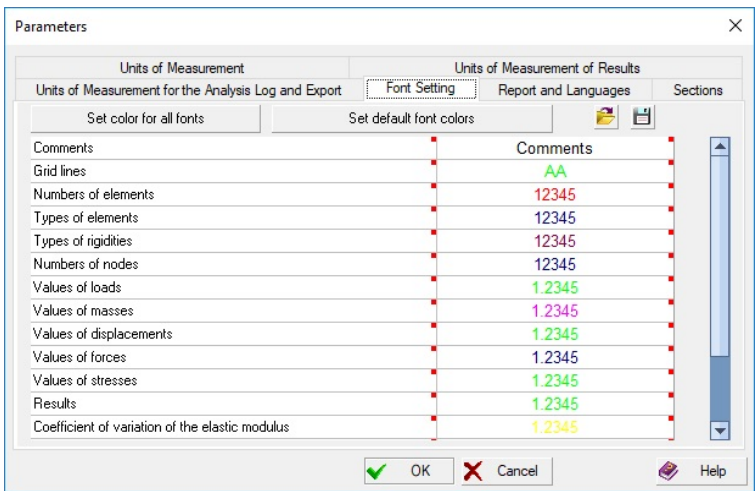 Parameters
Units of Measurement Units of Measurement of Results
Units of Measurement for the Analysis Log and Export Font Setting Report and Languages Sections
Set color for all fonts Set default font colors
Comments Comments
Grid lines AA
Numbers of elements 12345
Types of elements 12345
Types of rigidities 12345
Numbers of nodes 12345
Values of loads 1.2345
Values of masses 1.2345
Values of displacements 1.2345
Values of forces 1.2345
Values of stresses 1.2345
Results 1.2345
Coefficient of variation of the elastic modulus 1.2345
OK Cancel Help